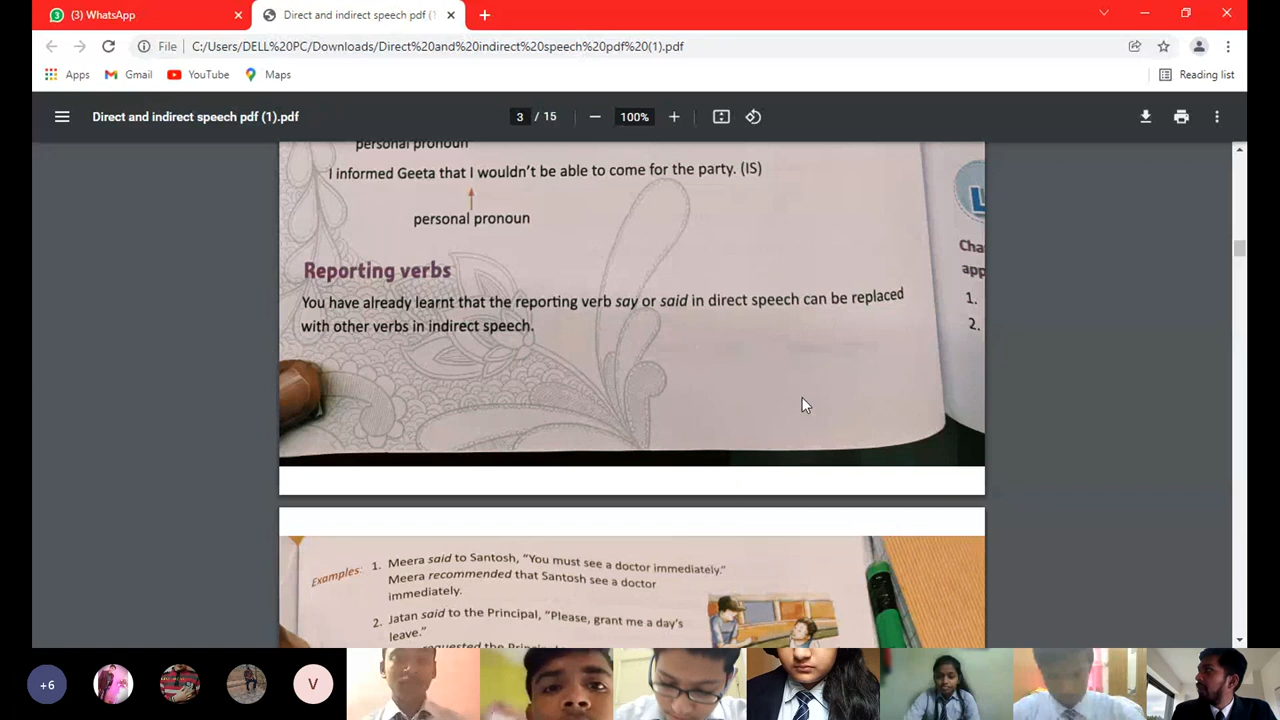 (3) WhatsApp
Direct and indirect speech pdf (1
File
C:/Users/DELL%20PC/Downloads/Direct%20and%20indirect%20speech%20pdf%20(1).pdf
Apps
Gmail
YouTube
Maps
Reading list
Direct and indirect speech pdf (1).pdf
3 / 15
100%
personal pronoun
I informed Geeta that I wouldn't be able to come for the party. (IS)
personal pronoun
Reporting verbs
You have already learnt that the reporting verb say or said in direct speech can be replaced
with other verbs in indirect speech.
Cha
app
1.
2.
Examples:
1. Meera said to Santosh, "You must see a doctor immediately."
Meera recommended that Santosh see a doctor
immediately.
2. Jatan said to the Principal, "Please, grant me a day's
leave."
requested the
+6
V